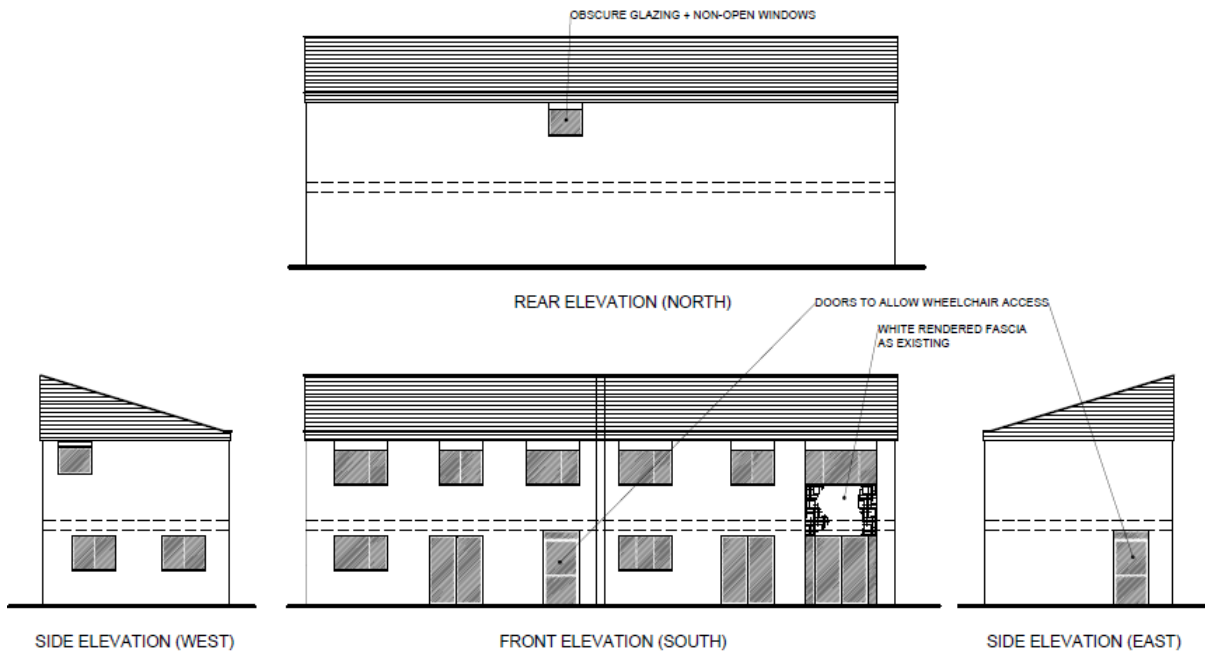 OBSCURE GLAZING + NON-OPEN WINDOWS
REAR ELEVATION (NORTH)
DOORS TO ALLOW WHEELCHAIR ACCESS
WHITE RENDERED FASCIA
AS EXISTING
SIDE ELEVATION (WEST)
FRONT ELEVATION (SOUTH)
SIDE ELEVATION (EAST)